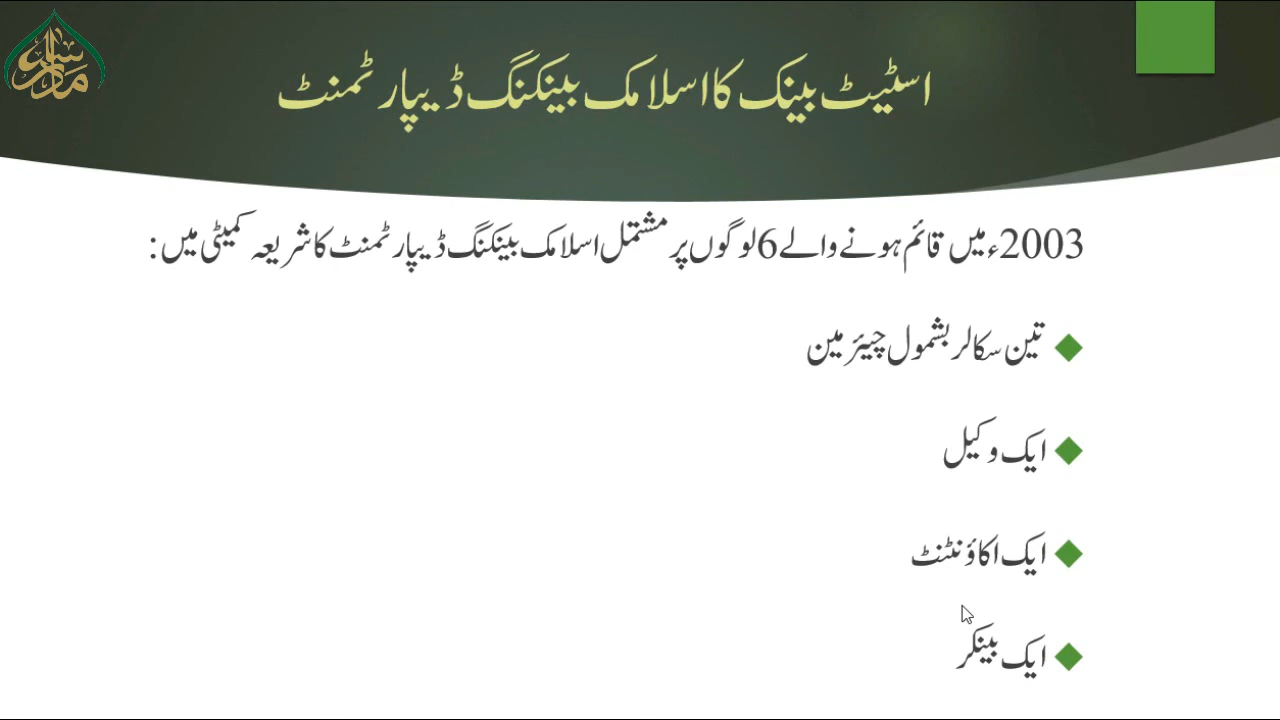 اسٹیٹ بینک کا اسلامک بینکنگ ڈیپارٹمنٹ
2003ء میں قائم ہونے والے 6 لوگوں پر مشتمل اسلامک بینکنگ ڈیپارٹمنٹ کا شریعہ کمیٹی میں :
تین سکالر بشمول چیئرمین
ایک وکیل
ایک اکاؤنٹنٹ
ایک بینکر